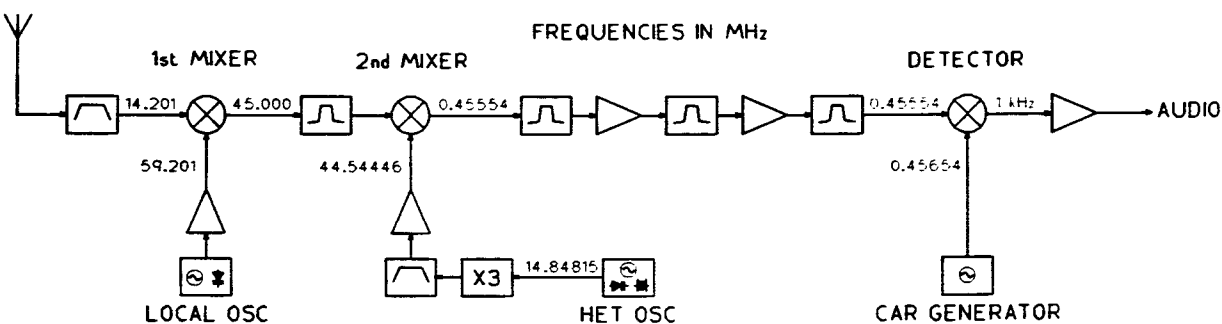 FREQUENCIES IN MHz
1st MIXER
2nd MIXER
DETECTOR
14.201
45.000
0.45554
0.45554
1 kHz
AUDIO
59.201
44.54446
0.45654
X3
14.84815
LOCAL OSC
HET OSC
CAR GENERATOR